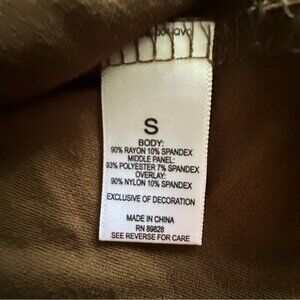 S
BODY:
90% RAYON 10% SPANDEX
MIDDLE PANEL:
93% POLYESTER 7% SPANDEX
OVERLAY:
90% NYLON 10% SPANDEX
EXCLUSIVE OF DECORATION
MADE IN CHINA
RN 89828
SEE REVERSE FOR CARE